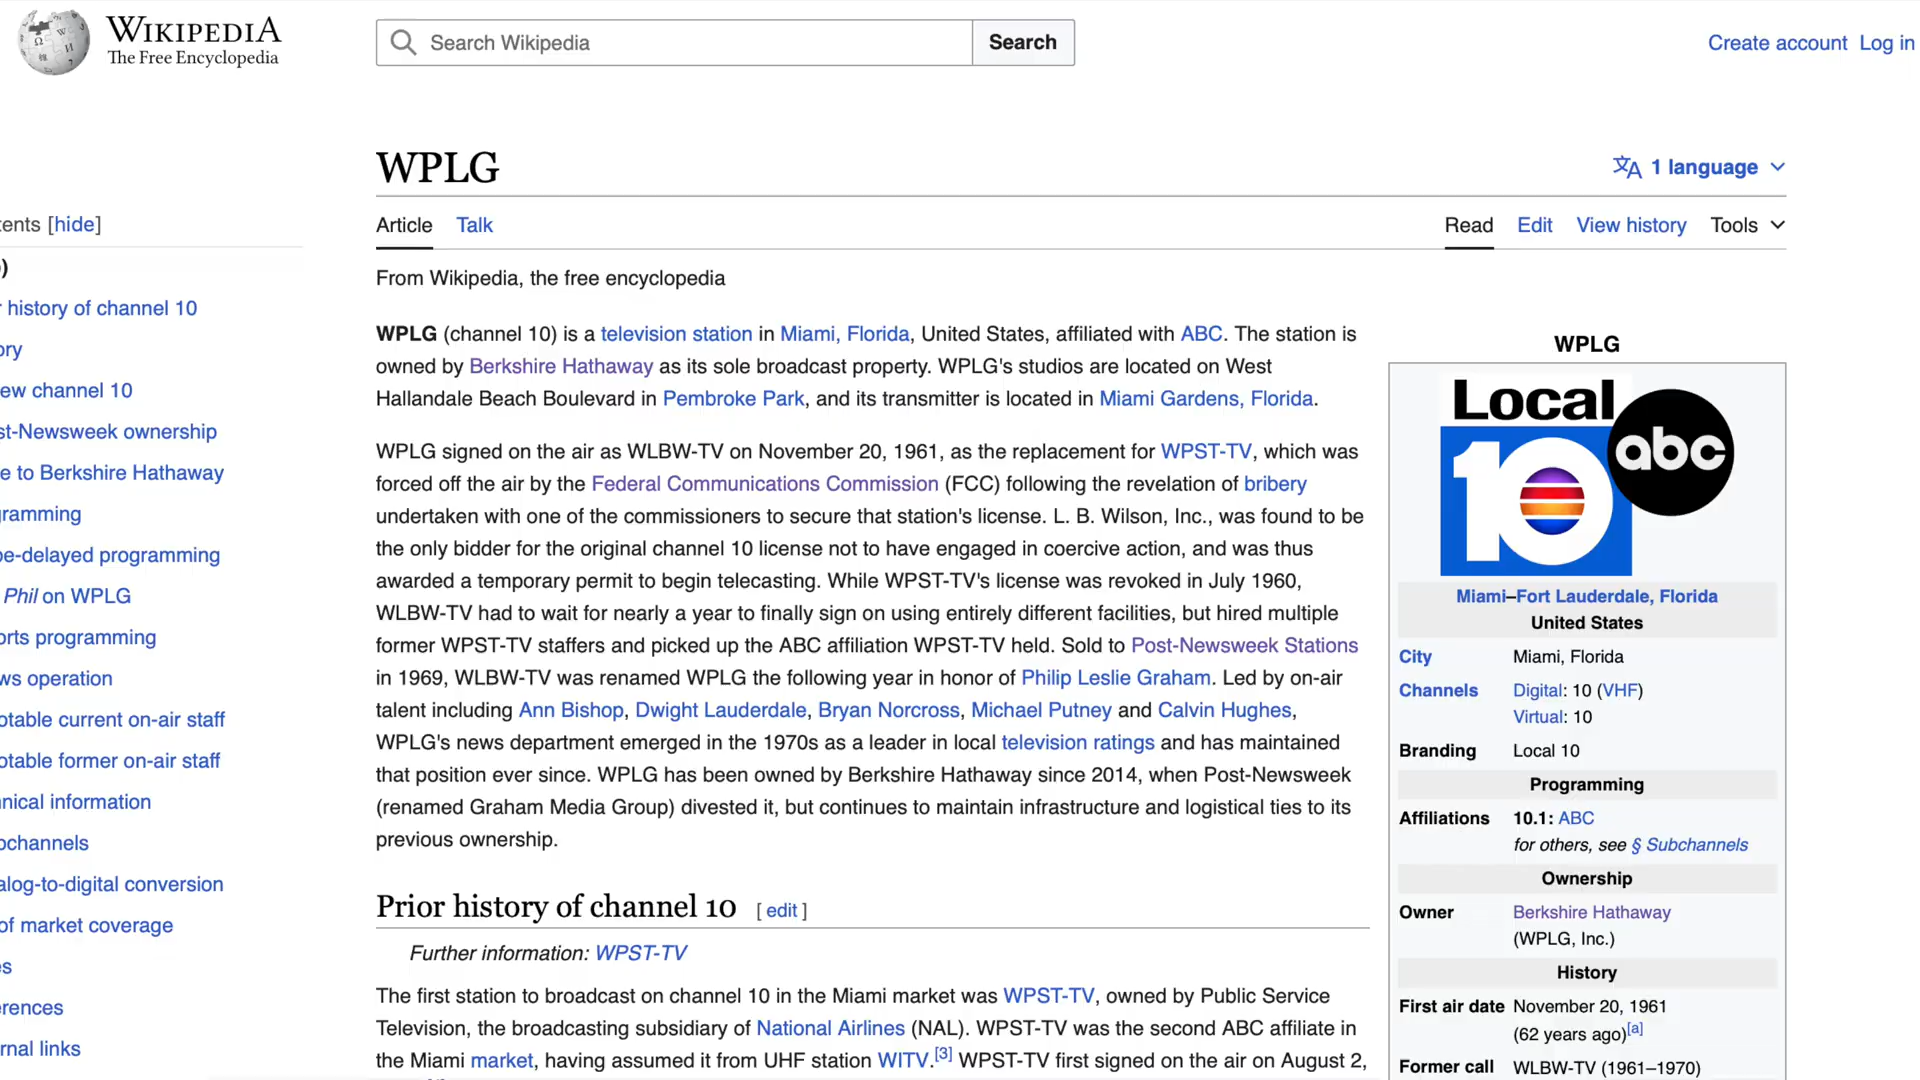 WIKIPEDIA
The Free Encyclopedia
Search Wikipedia
Search
Create account Log in
WPLG
1 language
Article Talk
Read Edit View history Tools
From Wikipedia, the free encyclopedia
ents [hide]
)
r history of channel 10
ory
ew channel 10
st-Newsweek ownership
e to Berkshire Hathaway
gramming
be-delayed programming
Phil on WPLG
orts programming
ws operation
otable current on-air staff
otable former on-air staff
nical information
ochannels
alog-to-digital conversion
of market coverage
es
erences
rnal links
WPLG (channel 10) is a television station in Miami, Florida, United States, affiliated with ABC. The station is
owned by Berkshire Hathaway as its sole broadcast property. WPLG's studios are located on West
Hallandale Beach Boulevard in Pembroke Park, and its transmitter is located in Miami Gardens, Florida.
WPLG signed on the air as WLBW-TV on November 20, 1961, as the replacement for WPST-TV, which was
forced off the air by the Federal Communications Commission (FCC) following the revelation of bribery
undertaken with one of the commissioners to secure that station's license. L. B. Wilson, Inc., was found to be
the only bidder for the original channel 10 license not to have engaged in coercive action, and was thus
awarded a temporary permit to begin telecasting. While WPST-TV's license was revoked in July 1960,
WLBW-TV had to wait for nearly a year to finally sign on using entirely different facilities, but hired multiple
former WPST-TV staffers and picked up the ABC affiliation WPST-TV held. Sold to Post-Newsweek Stations
in 1969, WLBW-TV was renamed WPLG the following year in honor of Philip Leslie Graham. Led by on-air
talent including Ann Bishop, Dwight Lauderdale, Bryan Norcross, Michael Putney and Calvin Hughes,
WPLG's news department emerged in the 1970s as a leader in local television ratings and has maintained
that position ever since. WPLG has been owned by Berkshire Hathaway since 2014, when Post-Newsweek
(renamed Graham Media Group) divested it, but continues to maintain infrastructure and logistical ties to its
previous ownership.
Prior history of channel 10 [ edit ]
Further information: WPST-TV
The first station to broadcast on channel 10 in the Miami market was WPST-TV, owned by Public Service
Television, the broadcasting subsidiary of National Airlines (NAL). WPST-TV was the second ABC affiliate in
the Miami market, having assumed it from UHF station WITV.[3] WPST-TV first signed on the air on August 2,
WPLG
Local
10
abc
Miami–Fort Lauderdale, Florida
United States
City Miami, Florida
Channels Digital: 10 (VHF)
Virtual: 10
Branding Local 10
Programming
Affiliations 10.1: ABC
for others, see § Subchannels
Ownership
Owner Berkshire Hathaway
(WPLG, Inc.)
History
First air date November 20, 1961
(62 years ago)[a]
Former call WLBW-TV (1961–1970)